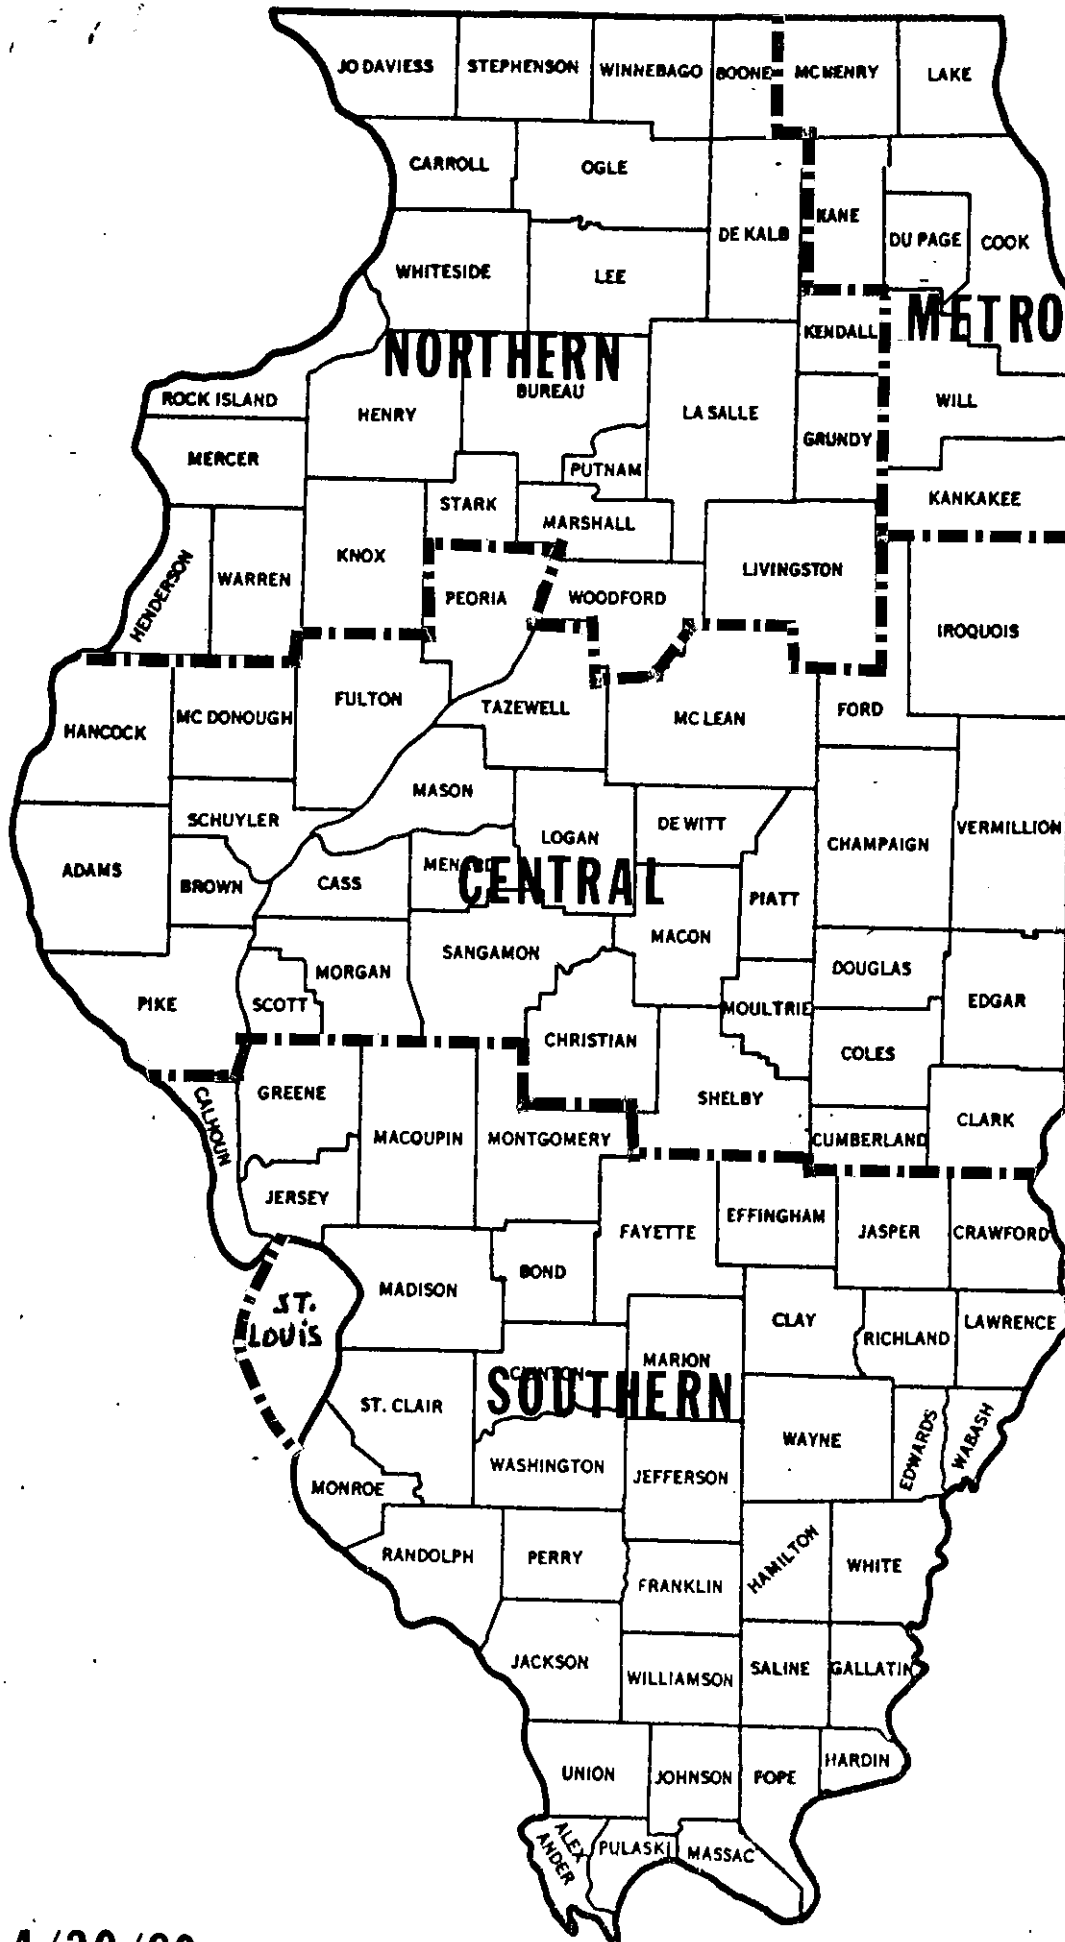 JO DAVIESS
STEPHENSON
WINNEBAGO
BOONE
MC HENRY
LAKE
CARROLL
OGLE
DE KALB
KANE
DU PAGE
COOK
WHITESIDE
LEE
KENDALL
METRO
NORTHERN
BUREAU
ROCK ISLAND
HENRY
LA SALLE
WILL
GRUNDY
MERCER
PUTNAM
STARK
KANKAKEE
MARSHALL
KNOX
WARREN
HENDERSON
PEORIA
WOODFORD
LIVINGSTON
IROQUOIS
HANCOCK
MC DONOUGH
FULTON
TAZEWELL
MC LEAN
FORD
MASON
SCHUYLER
LOGAN
DE WITT
CHAMPAIGN
VERMILLION
ADAMS
BROWN
CASS
MENARD
CENTRAL
PIATT
MACON
SANGAMON
MORGAN
SCOTT
PIKE
DOUGLAS
EDGAR
MOULTRIE
CHRISTIAN
COLES
SHELBY
GREENE
CALHOUN
MACOUPIN
MONTGOMERY
CUMBERLAND
CLARK
JERSEY
FAYETTE
EFFINGHAM
JASPER
CRAWFORD
BOND
MADISON
ST.
LOUIS
CLAY
RICHLAND
LAWRENCE
CLINTON
MARION
SOUTHERN
ST. CLAIR
WAYNE
EDWARDS
WABASH
WASHINGTON
JEFFERSON
MONROE
RANDOLPH
PERRY
FRANKLIN
HAMILTON
WHITE
JACKSON
WILLIAMSON
SALINE
GALLATIN
UNION
JOHNSON
POPE
HARDIN
ALEX
ANDER
PULASKI
MASSAC